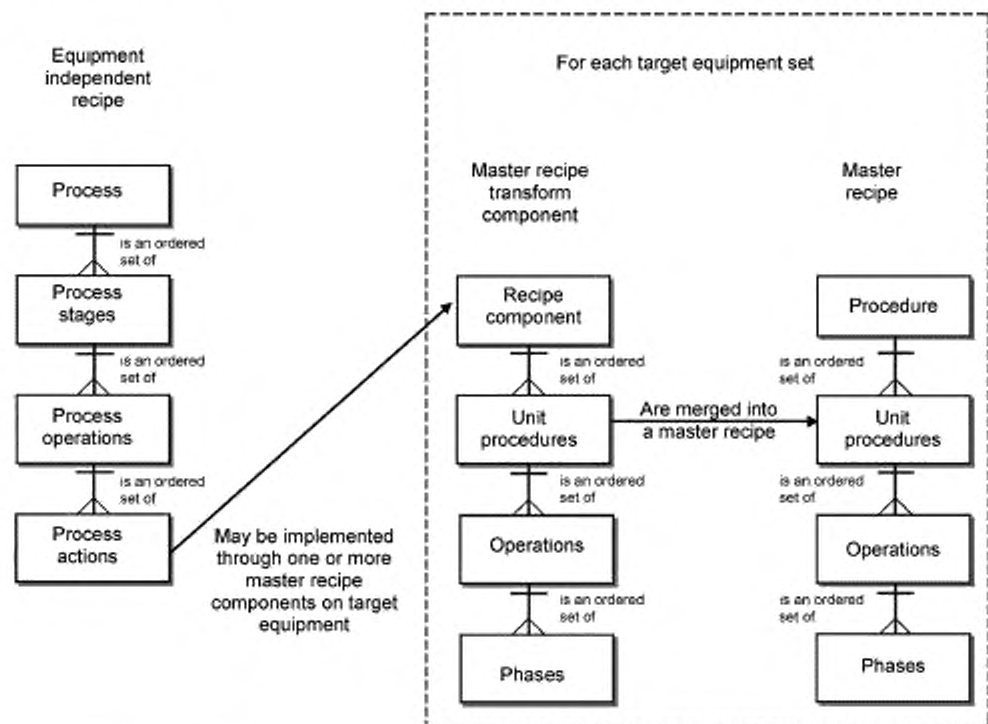 Equipment
independent
recipe
Process
is an ordered
set of
Process
stages
is an ordered
set of
Process
operations
is an ordered
set of
Process
actions
May be implemented
through one or more
master recipe
components on target
equipment
For each target equipment set
Master recipe
transform
component
Recipe
component
is an ordered
set of
Unit
procedures
is an ordered
set of
Operations
is an ordered
set of
Phases
Are merged into
a master recipe
Master
recipe
Procedure
is an ordered
set of
Unit
procedures
is an ordered
set of
Operations
is an ordered
set of
Phases